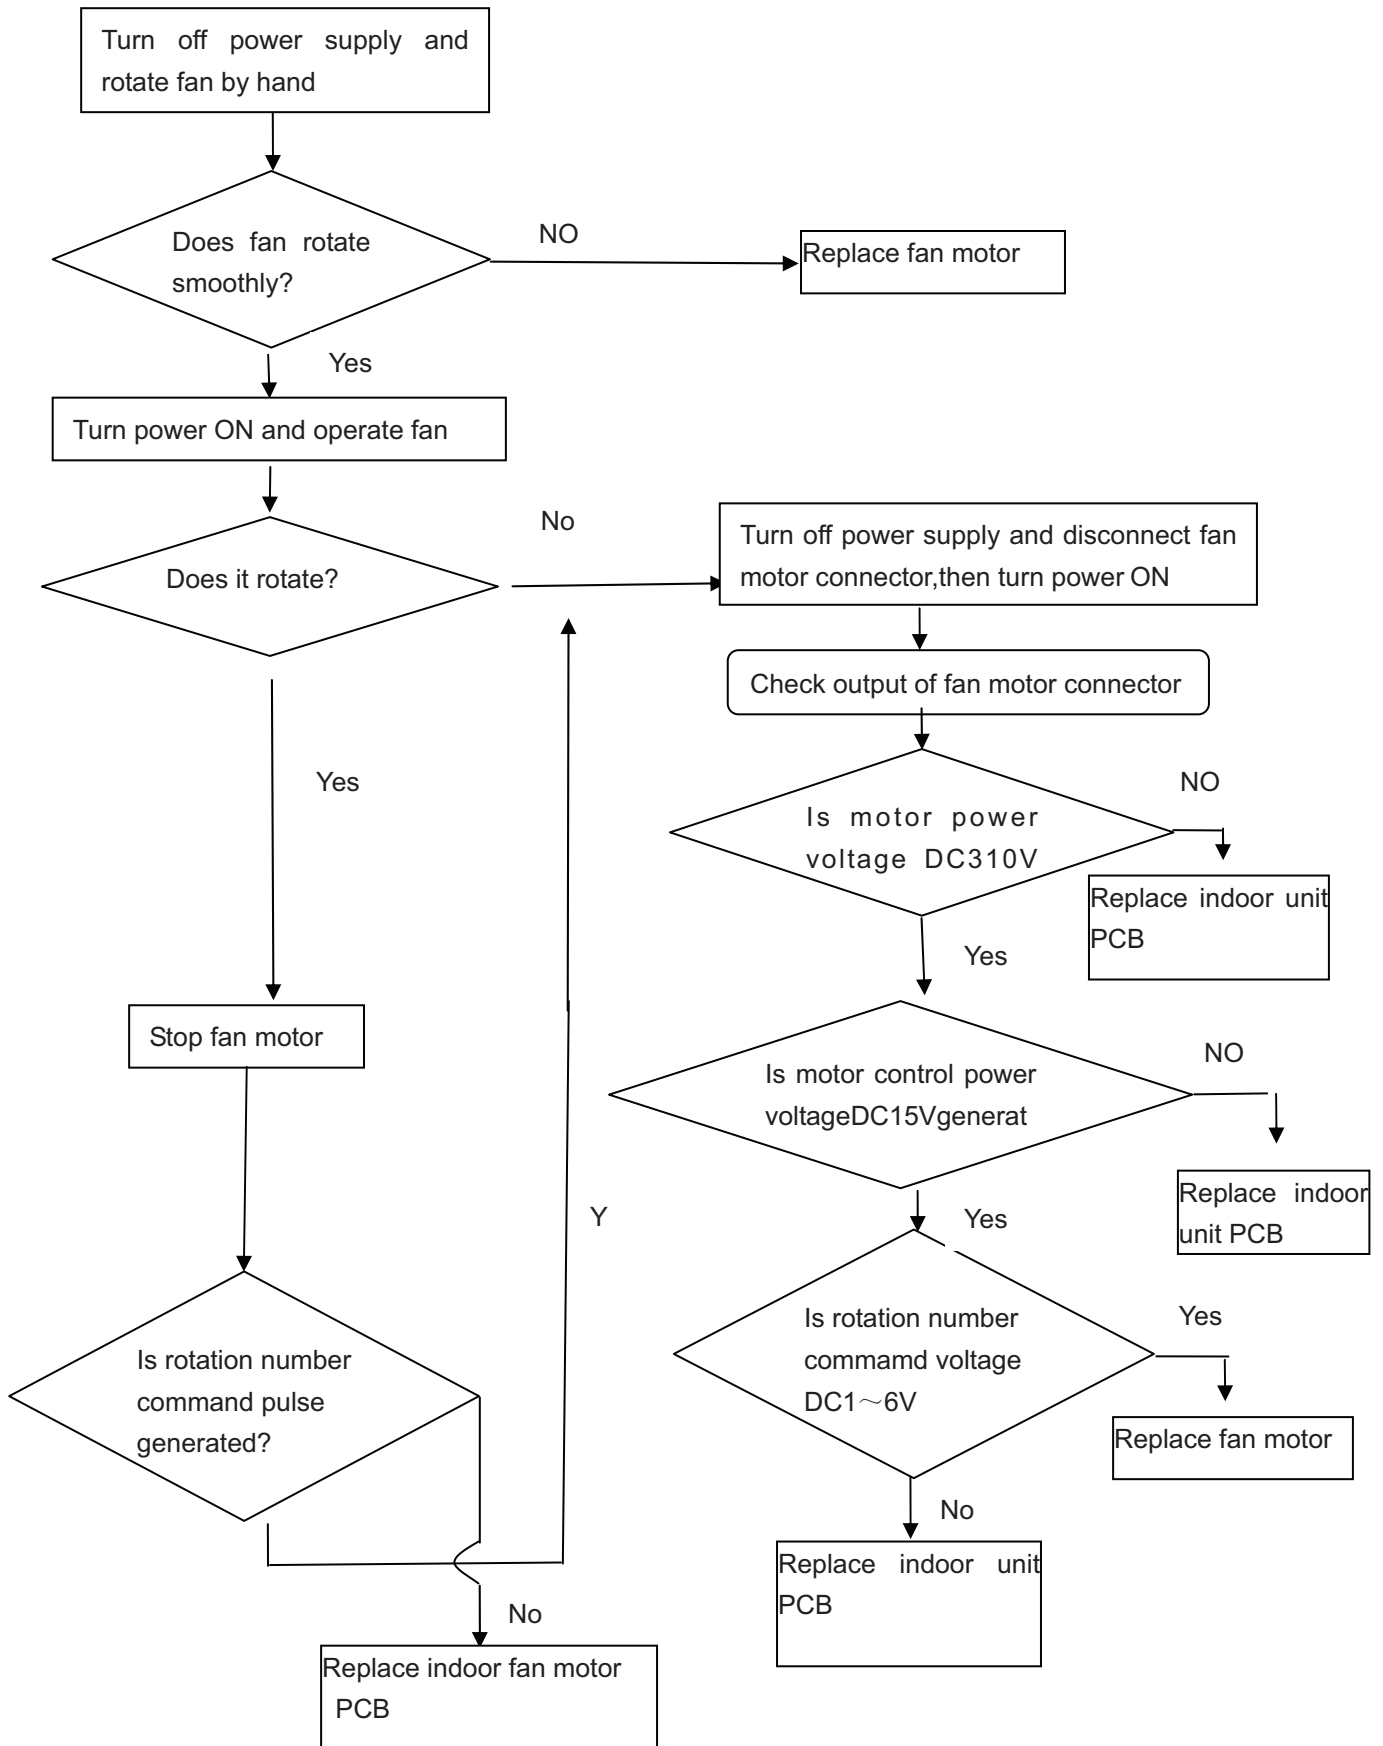 Turn off power supply and
rotate fan by hand
Does fan rotate
smoothly?
NO
Replace fan motor
Yes
Turn power ON and operate fan
Does it rotate?
No
Turn off power supply and disconnect fan
motor connector,then turn power ON
Check output of fan motor connector
Is motor power
voltage DC310V
NO
Replace indoor unit
PCB
Yes
Yes
Stop fan motor
Is motor control power
voltageDC15Vgenerat
NO
Replace indoor
unit PCB
Yes
Y
Is rotation number
command pulse
generated?
Is rotation number
commamd voltage
DC1～6V
Yes
Replace fan motor
No
Replace indoor unit
PCB
No
Replace indoor fan motor
PCB